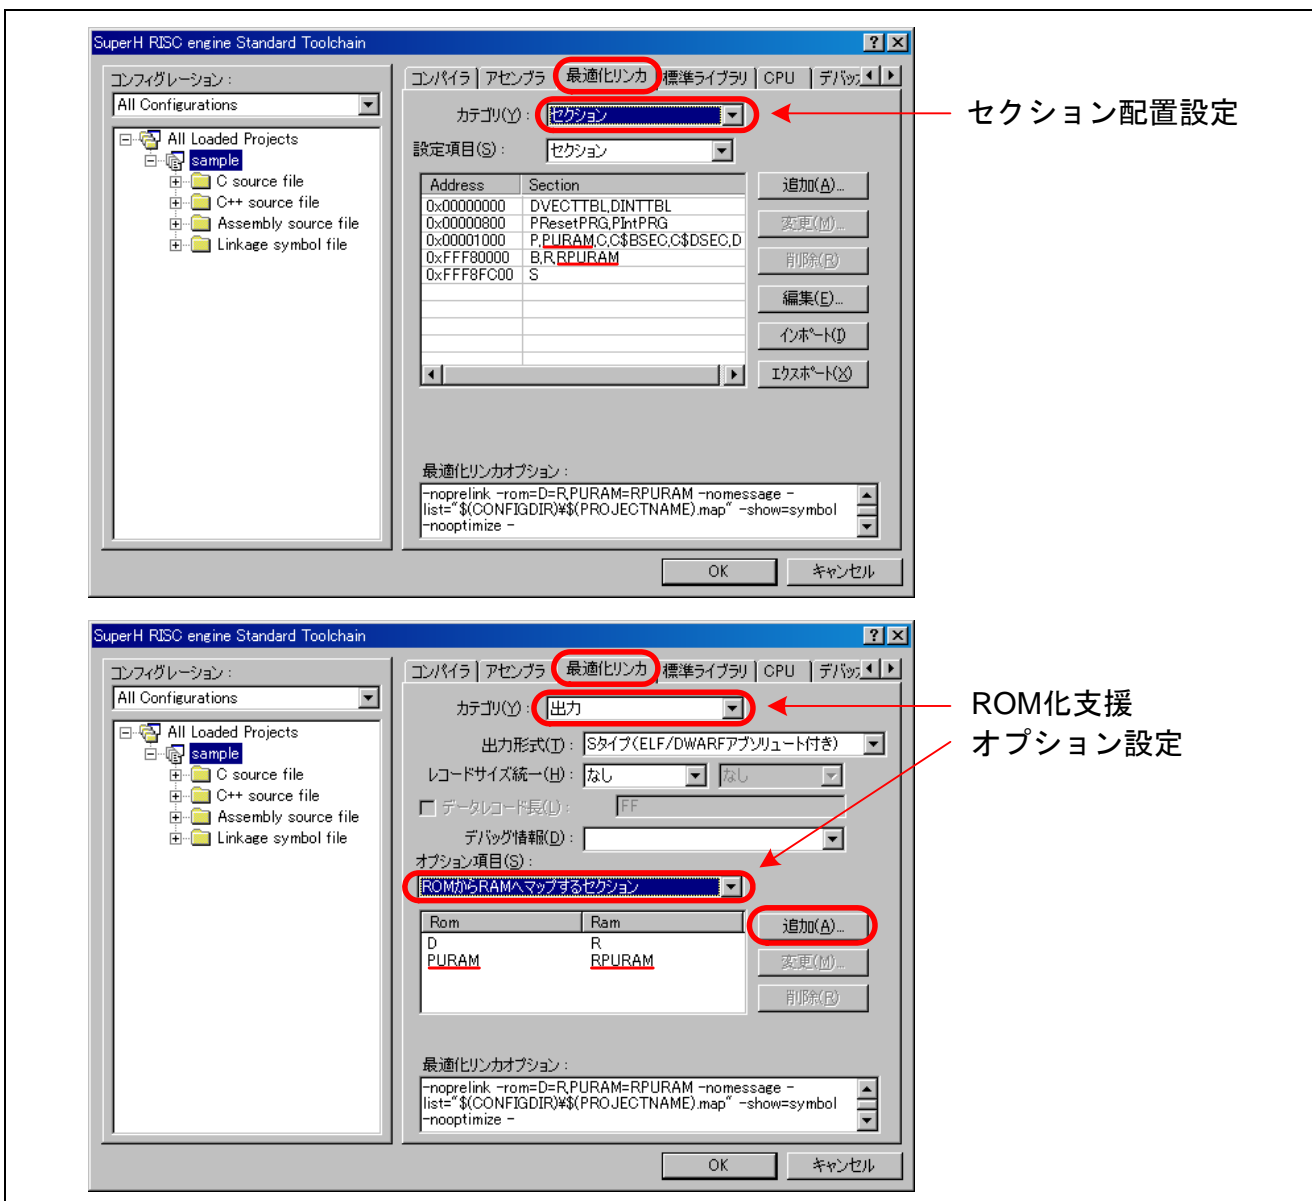 SuperH RISC engine Standard Toolchain
コンフィグレーション :
All Configurations
All Loaded Projects
sample
C source file
C++ source file
Assembly source file
Linkage symbol file
コンパイラ アセンブラ 最適化リンカ 標準ライブラリ CPU デバッ
カテゴリ(Y) : セクション
セクション配置設定
設定項目(S) : セクション
Address Section
0x00000000 DVECTTBL,DINTTBL
0x00000800 PResetPRG,PIntPRG
0x00001000 P,PURAM,C,C$BSEC,C$DSEC,D
0xFFF80000 B,R,RPURAM
0xFFF8FC00 S
追加(A)...
変更(M)...
削除(R)
編集(E)...
インポート(I)
エクスポート(X)
最適化リンカオプション :
-noprelink -rom=D=R,PURAM=RPURAM -nomessage -
list="$(CONFIGDIR)¥$(PROJECTNAME).map" -show=symbol
-nooptimize -
OK キャンセル
SuperH RISC engine Standard Toolchain
コンフィグレーション :
All Configurations
All Loaded Projects
sample
C source file
C++ source file
Assembly source file
Linkage symbol file
コンパイラ アセンブラ 最適化リンカ 標準ライブラリ CPU デバッ
カテゴリ(Y) : 出力
ROM化支援
オプション設定
出力形式(T) : Sタイプ(ELF/DWARFアブソリュート付き)
レコードサイズ統一(H) : なし なし
データレコード長(L) : FF
デバッグ情報(D) :
オプション項目(S) :
ROMからRAMへマップするセクション
Rom Ram
D R
PURAM RPURAM
追加(A)...
変更(M)...
削除(R)
最適化リンカオプション :
-noprelink -rom=D=R,PURAM=RPURAM -nomessage -
list="$(CONFIGDIR)¥$(PROJECTNAME).map" -show=symbol
-nooptimize -
OK キャンセル